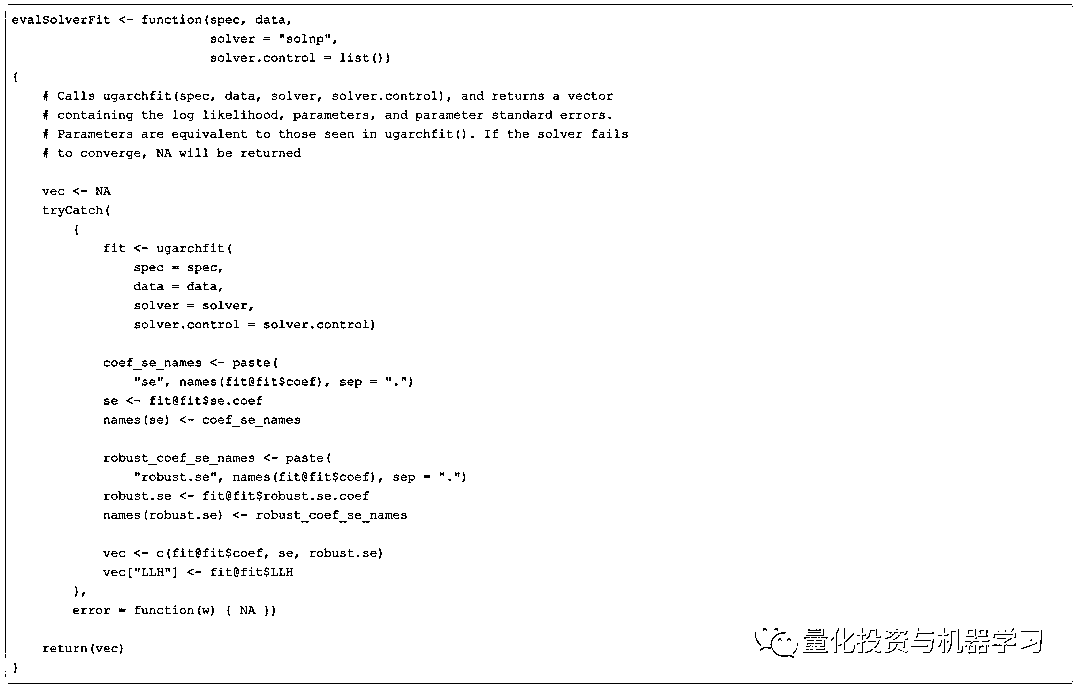 evalSolverFit <- function(spec, data,
                          solver = "solnp",
                          solver.control = list())
{
    # Calls ugarchfit(spec, data, solver, solver.control), and returns a vector
    # containing the log likelihood, parameters, and parameter standard errors.
    # Parameters are equivalent to those seen in ugarchfit(). If the solver fails
    # to converge, NA will be returned
    vec <- NA
    tryCatch(
        {
            fit <- ugarchfit(
                spec = spec,
                data = data,
                solver = solver,
                solver.control = solver.control)
            coef_se_names <- paste(
                "se", names(fit@fit$coef), sep = ".")
            se <- fit@fit$se.coef
            names(se) <- coef_se_names
            robust_coef_se_names <- paste(
                "robust.se", names(fit@fit$coef), sep = ".")
            robust.se <- fit@fit$robust.se.coef
            names(robust.se) <- robust_coef_se_names
            vec <- c(fit@fit$coef, se, robust.se)
            vec["LLH"] <- fit@fit$LLH
        },
        error = function(w) { NA })
    return(vec)
}
量化投资与机器学习